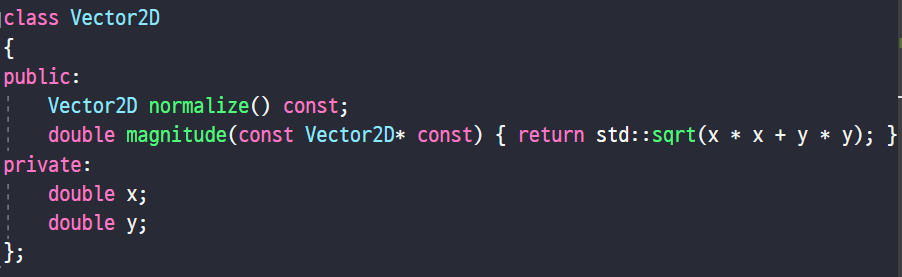 class Vector2D
{
public:
    Vector2D normalize() const;
    double magnitude(const Vector2D* const) { return std::sqrt(x * x + y * y); }
private:
    double x;
    double y;
};